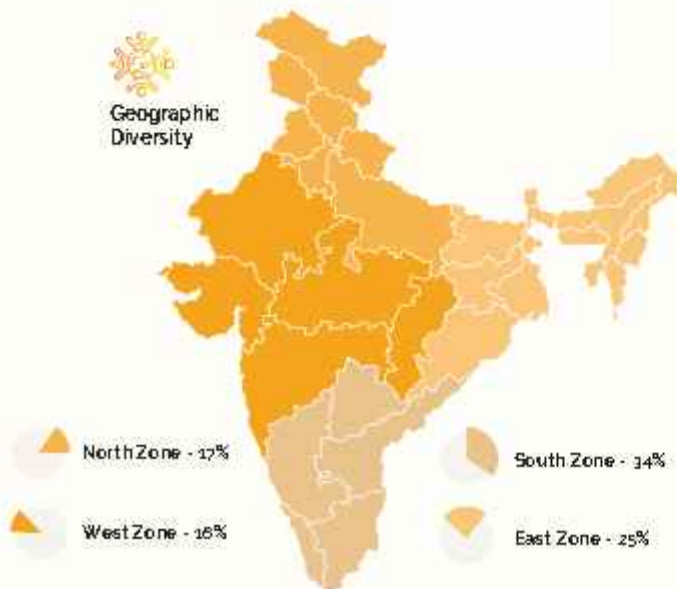 Geographic
Diversity
North Zone - 17%
South Zone - 34%
West Zone - 16%
East Zone - 25%